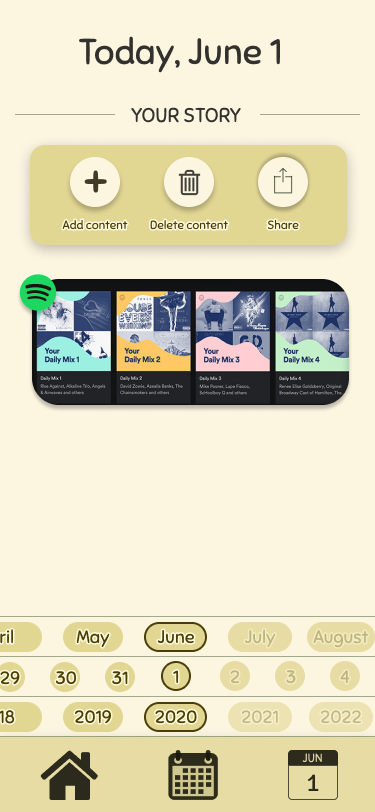 Today, June 1
YOUR STORY
Add content
Delete content
Share
Your
Daily Mix 1
Your
Daily Mix 2
Your
Daily Mix 3
Your
Daily Mix 4
Daily Mix 1
Rise Against, Alkaline Trio, Angels
& Airwaves and others
Daily Mix 2
David Zowie, Azealia Banks, The
Chainsmokers and others
Daily Mix 3
Mike Posner, Lupe Fiasco,
ScHoolboy Q and others
Daily Mix 4
Renee Elise Goldsberry, Original
Broadway Cast of Hamilton, The
ril May June July August
29 30 31 1 2 3 4
18 2019 2020 2021 2022
JUN
1